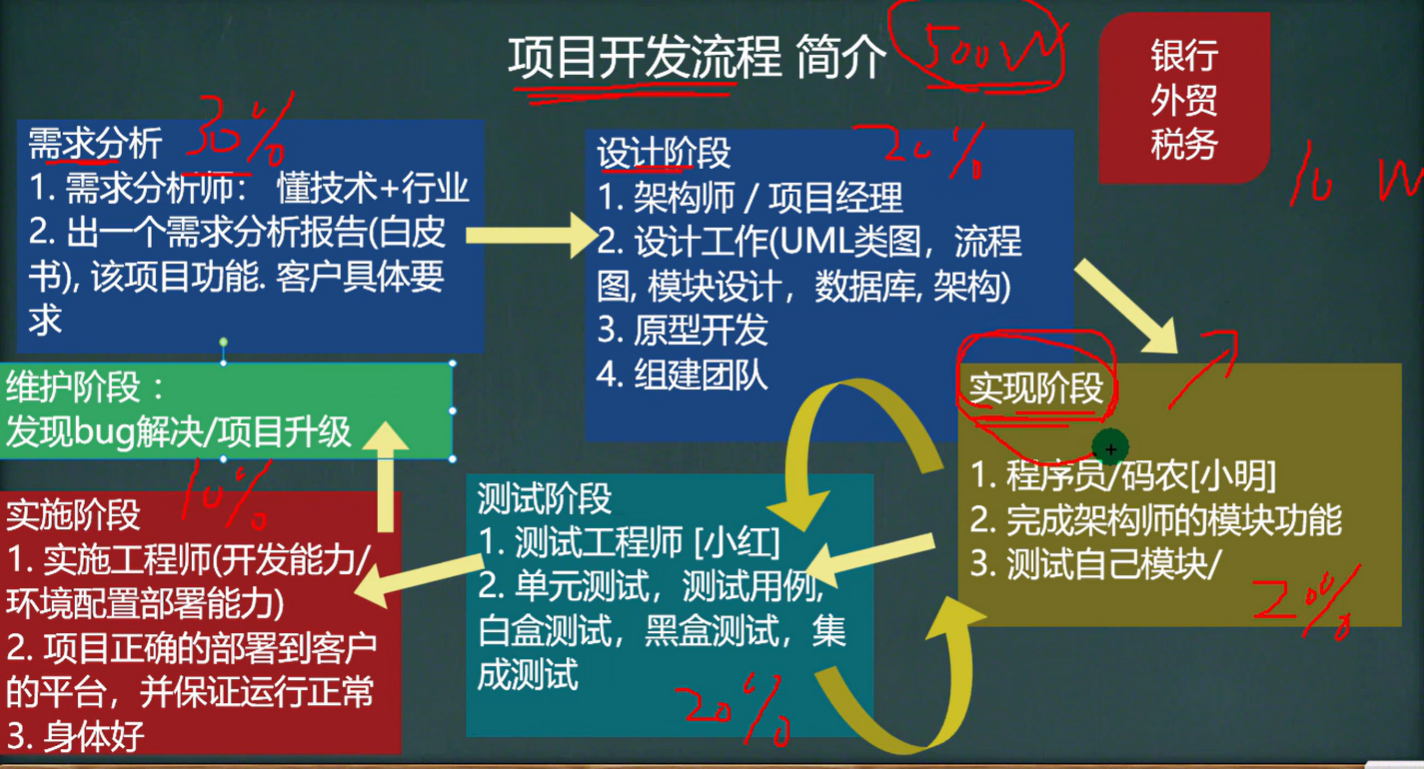 项目开发流程 简介
500W
银行
外贸
税务
10 W
需求分析
30%
1. 需求分析师： 懂技术+行业
2. 出一个需求分析报告(白皮
书), 该项目功能. 客户具体要
求
设计阶段
20%
1. 架构师 / 项目经理
2. 设计工作(UML类图，流程
图, 模块设计，数据库, 架构)
3. 原型开发
4. 组建团队
实现阶段
1. 程序员/码农[小明]
2. 完成架构师的模块功能
3. 测试自己模块/
20%
测试阶段
1. 测试工程师 [小红]
2. 单元测试，测试用例,
白盒测试，黑盒测试，集
成测试
20%
实施阶段
10%
1. 实施工程师(开发能力/
环境配置部署能力)
2. 项目正确的部署到客户
的平台，并保证运行正常
3. 身体好
维护阶段：
发现bug解决/项目升级